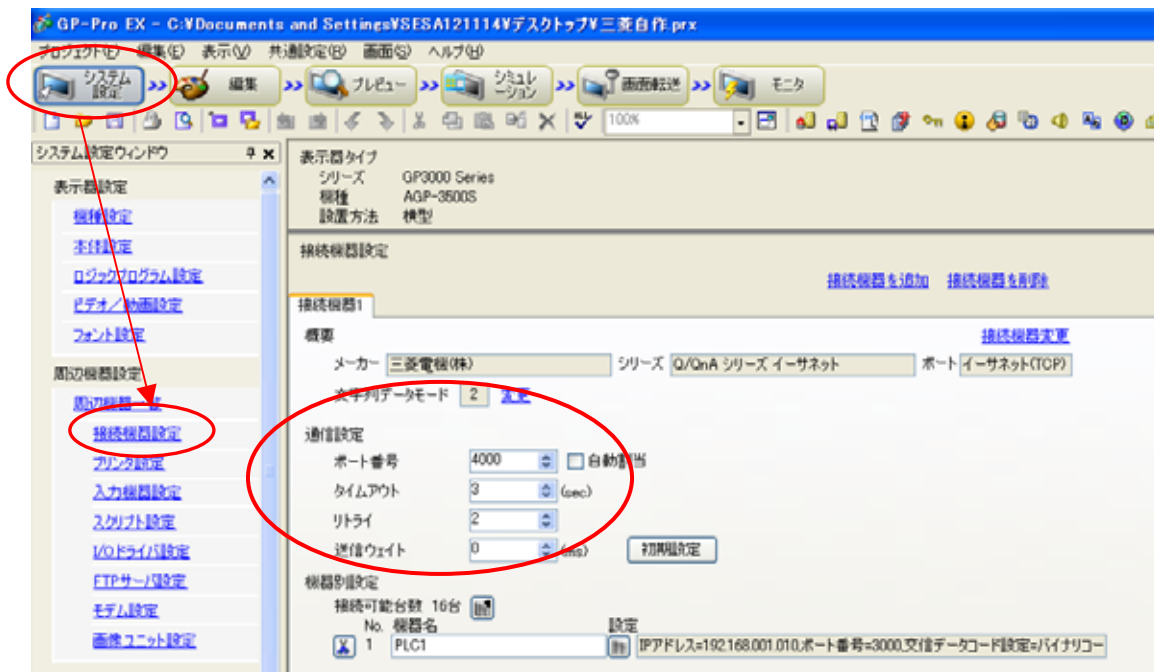 GP-Pro EX - C:¥Documents and Settings¥SESA121114¥デスクトップ¥三菱自作.prx
プロジェクト(F) 編集(E) 表示(V) 共通設定(R) 画面(S) ヘルプ(H)
システム設定 >> 編集 >> プレビュー >> シミュレーション >> 画面転送 >> モニタ
100%
システム設定ウィンドウ
表示器設定
機種設定
本体設定
ロジックプログラム設定
ビデオ/動画設定
フォント設定
周辺機器設定
周辺機器一覧
接続機器設定
プリンタ設定
入力機器設定
スクリプト設定
I/Oドライバ設定
FTPサーバ設定
モデム設定
画像ユニット設定
表示器タイプ
シリーズ GP3000 Series
機種 AGP-3500S
設置方法 横型
接続機器設定
接続機器を追加 接続機器を削除
接続機器1
概要
接続機器変更
メーカー 三菱電機(株) シリーズ Q/QnA シリーズ イーサネット ポート イーサネット(TCP)
文字列データモード 2 変更
通信設定
ポート番号 4000 自動割当
タイムアウト 3 (sec)
リトライ 2
送信ウェイト 0 (ms) 初期設定
機器別設定
接続可能台数 16台
No. 機器名 設定
1 PLC1 IPアドレス=192.168.001.010,ポート番号=3000,交信データコード設定=バイナリコー